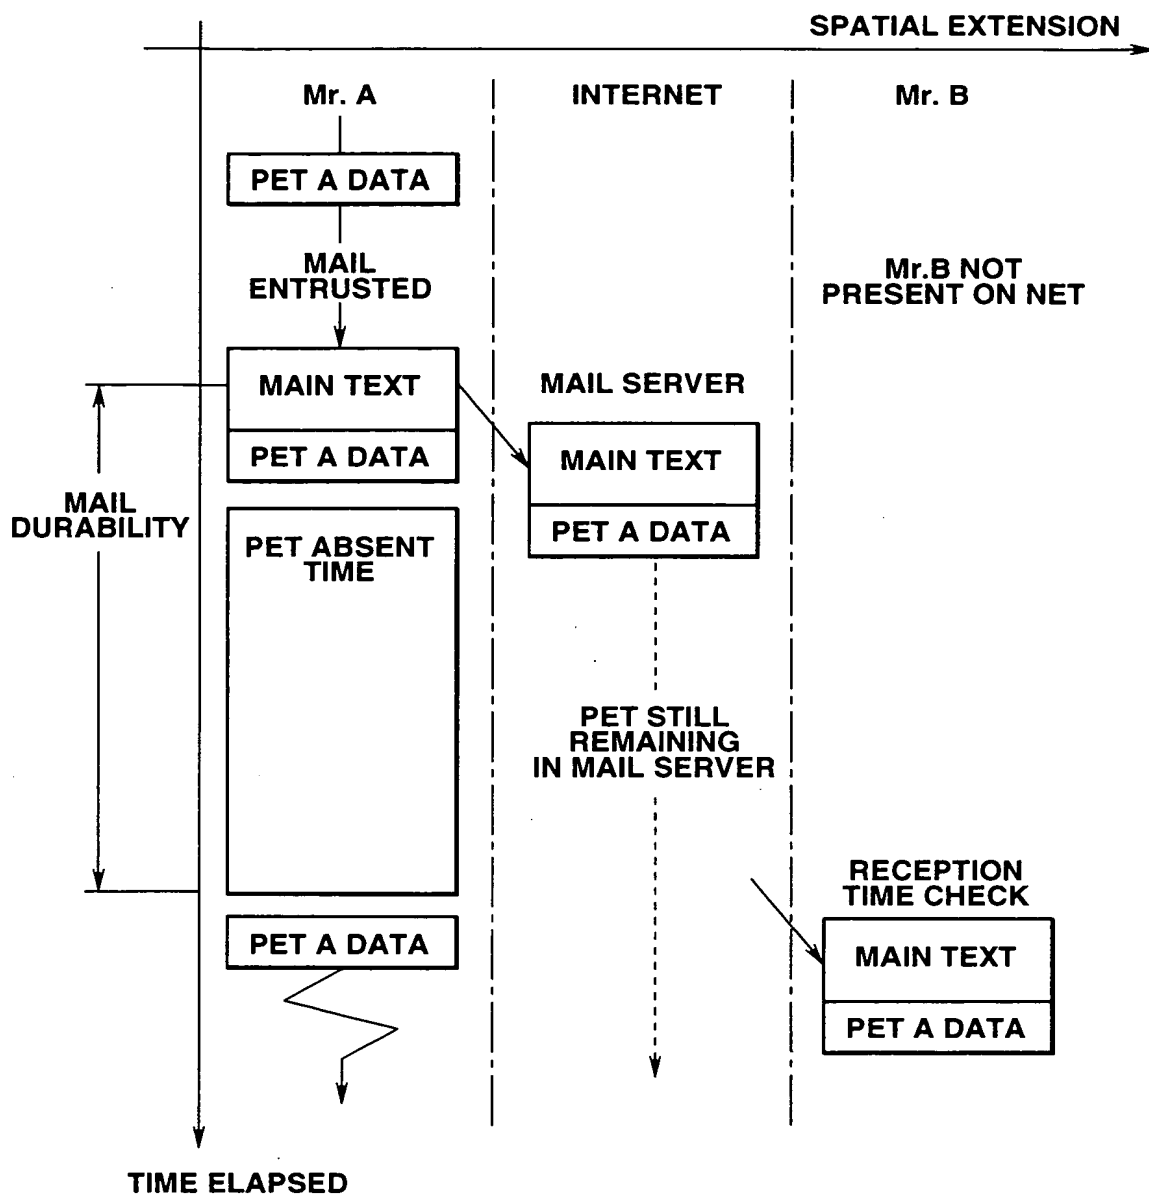 SPATIAL EXTENSION
Mr. A
INTERNET
Mr. B
PET A DATA
MAIL
ENTRUSTED
Mr.B NOT
PRESENT ON NET
MAIN TEXT
PET A DATA
MAIL SERVER
MAIN TEXT
PET A DATA
MAIL
DURABILITY
PET ABSENT
TIME
PET STILL
REMAINING
IN MAIL SERVER
RECEPTION
TIME CHECK
MAIN TEXT
PET A DATA
PET A DATA
TIME ELAPSED